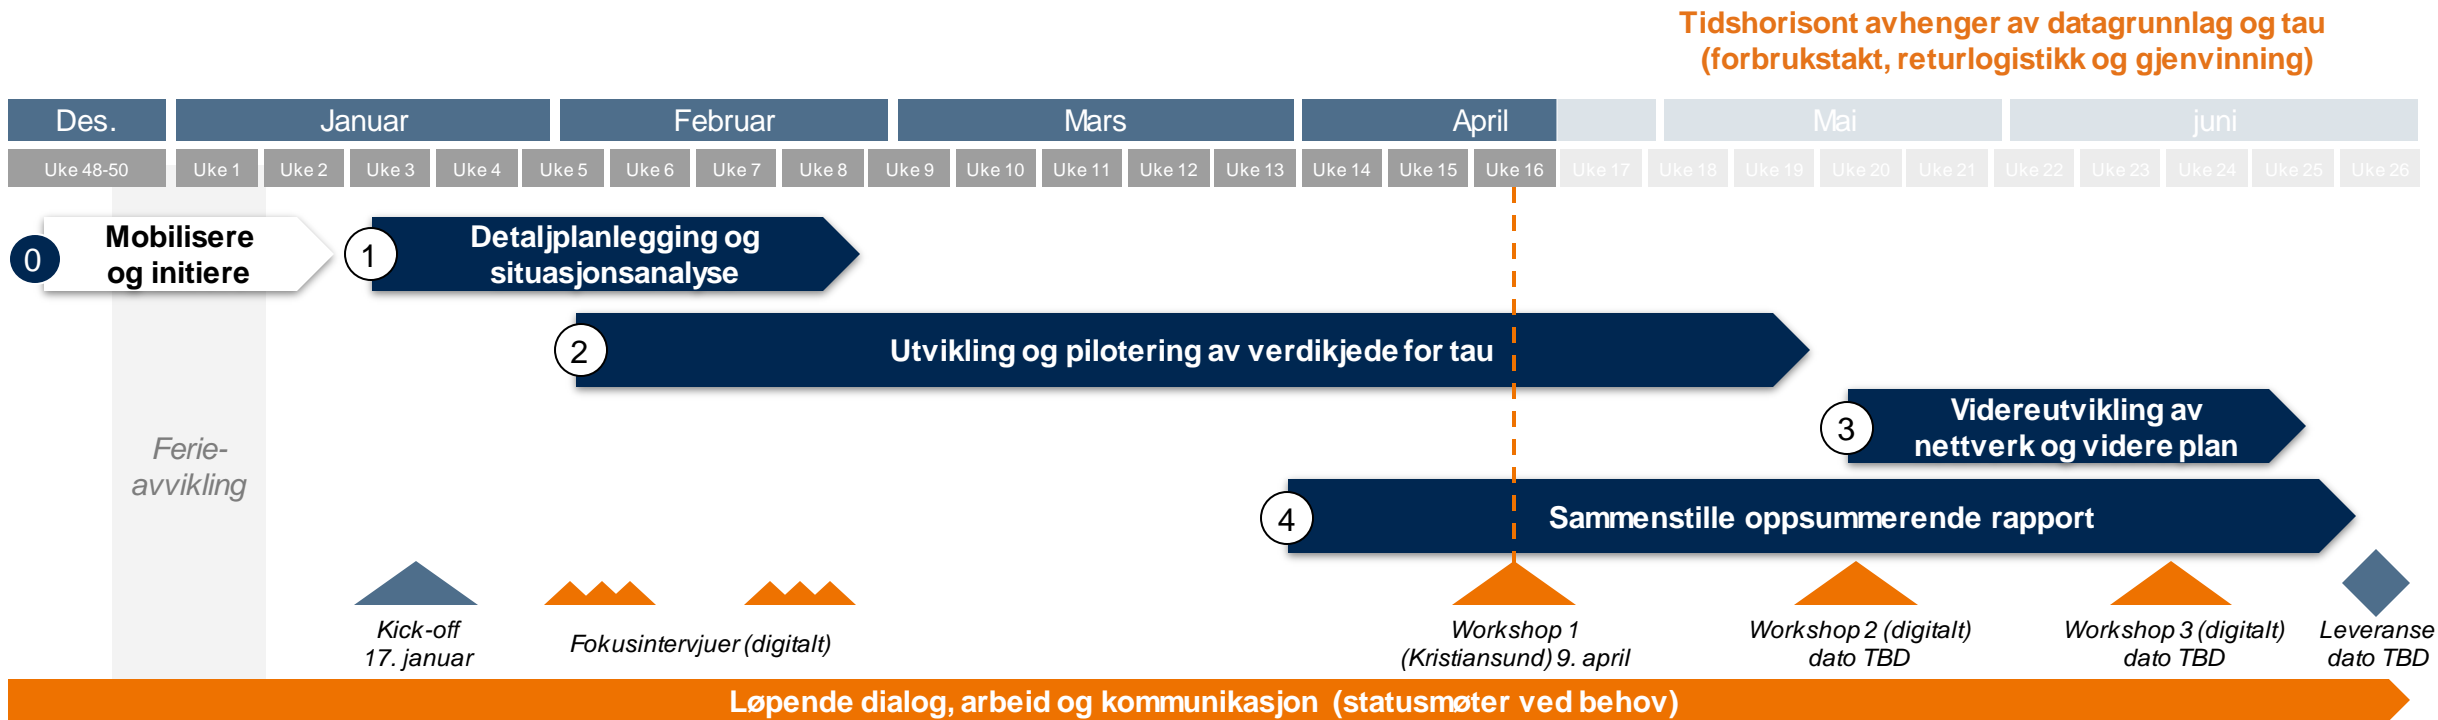 Tidshorisont avhenger av datagrunnlag og tau
(forbrukstakt, returlogistikk og gjenvinning)
Des. Januar Februar Mars April Mai juni
Uke 48-50 Uke 1 Uke 2 Uke 3 Uke 4 Uke 5 Uke 6 Uke 7 Uke 8 Uke 9 Uke 10 Uke 11 Uke 12 Uke 13 Uke 14 Uke 15 Uke 16 Uke 17 Uke 18 Uke 19 Uke 20 Uke 21 Uke 22 Uke 23 Uke 24 Uke 25 Uke 26
0
Mobilisere
og initiere
1
Detaljplanlegging og
situasjonsanalyse
2
Utvikling og pilotering av verdikjede for tau
3
Videreutvikling av
nettverk og videre plan
Ferie-
avvikling
4
Sammenstille oppsummerende rapport
Kick-off
17. januar
Fokusintervjuer (digitalt)
Workshop 1
(Kristiansund) 9. april
Workshop 2 (digitalt)
dato TBD
Workshop 3 (digitalt)
dato TBD
Leveranse
dato TBD
Løpende dialog, arbeid og kommunikasjon (statusmøter ved behov)